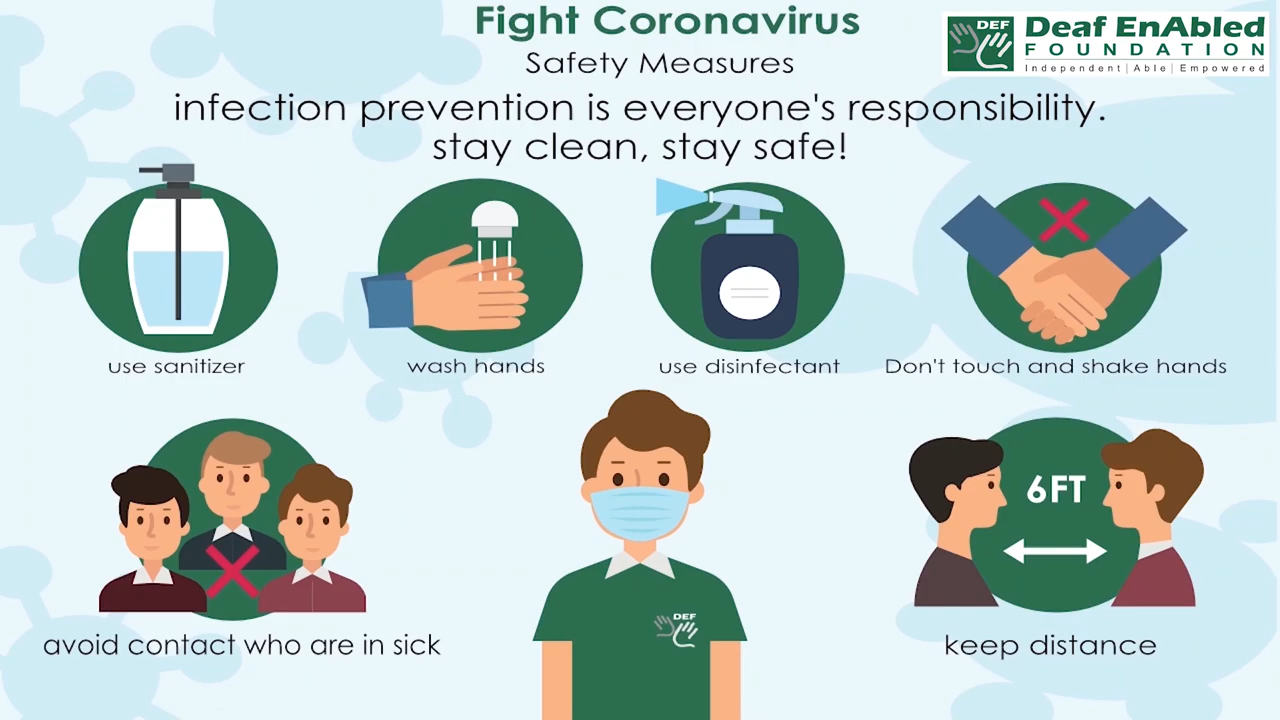 Fight Coronavirus
Safety Measures
DEF
Deaf EnAbled
FOUNDATION
Independent | Able | Empowered
infection prevention is everyone's responsibility.
stay clean, stay safe!
use sanitizer
wash hands
use disinfectant
Don't touch and shake hands
6 FT
DEF
avoid contact who are in sick
keep distance